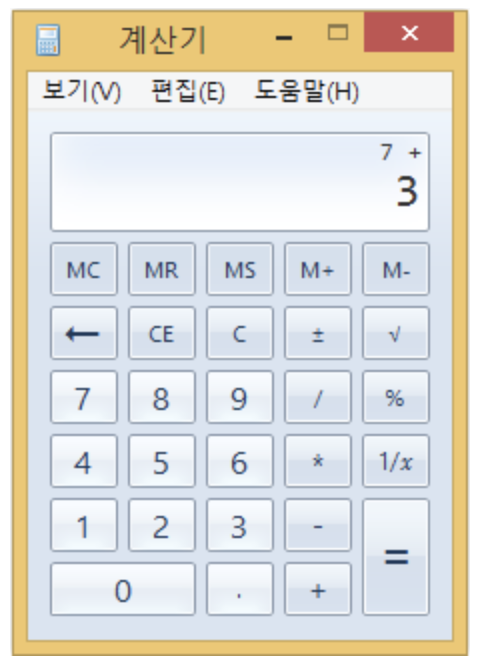 계산기
보기(V) 편집(E) 도움말(H)
7 +
3
MC MR MS M+ M-
← CE C ± √
7 8 9 / %
4 5 6 * 1/x
1 2 3 - =
0 . +